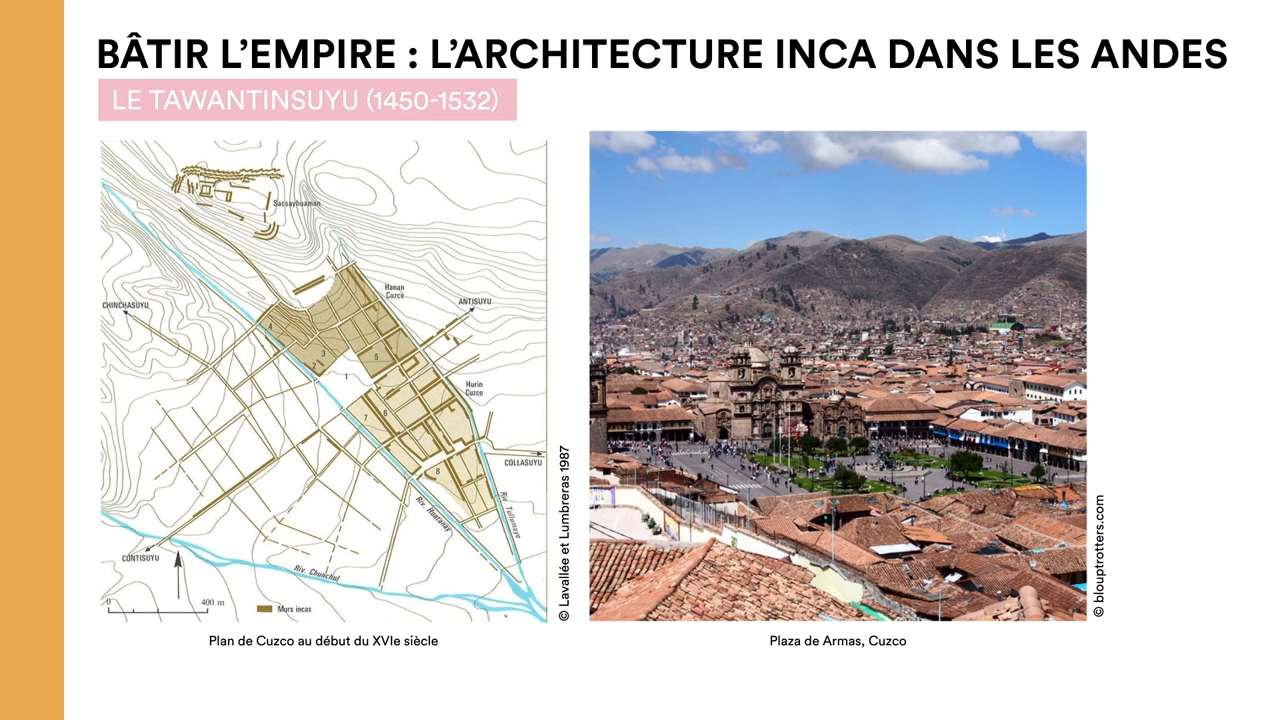 BÂTIR L’EMPIRE : L’ARCHITECTURE INCA DANS LES ANDES
LE TAWANTINSUYU (1450-1532)
Sacsayhuaman
Hanan
Cuzco
CHINCHASUYU
ANTISUYU
4
3
2
5
1
Hurin
Cuzco
7
6
8
COLLASUYU
Riv. Huatanay
Riv. Tullumayo
CONTISUYU
Riv. Chunchul
0
400 m
Murs incas
© Lavallée et Lumbreras 1987
© blouptrotters.com
Plan de Cuzco au début du XVIe siècle
Plaza de Armas, Cuzco